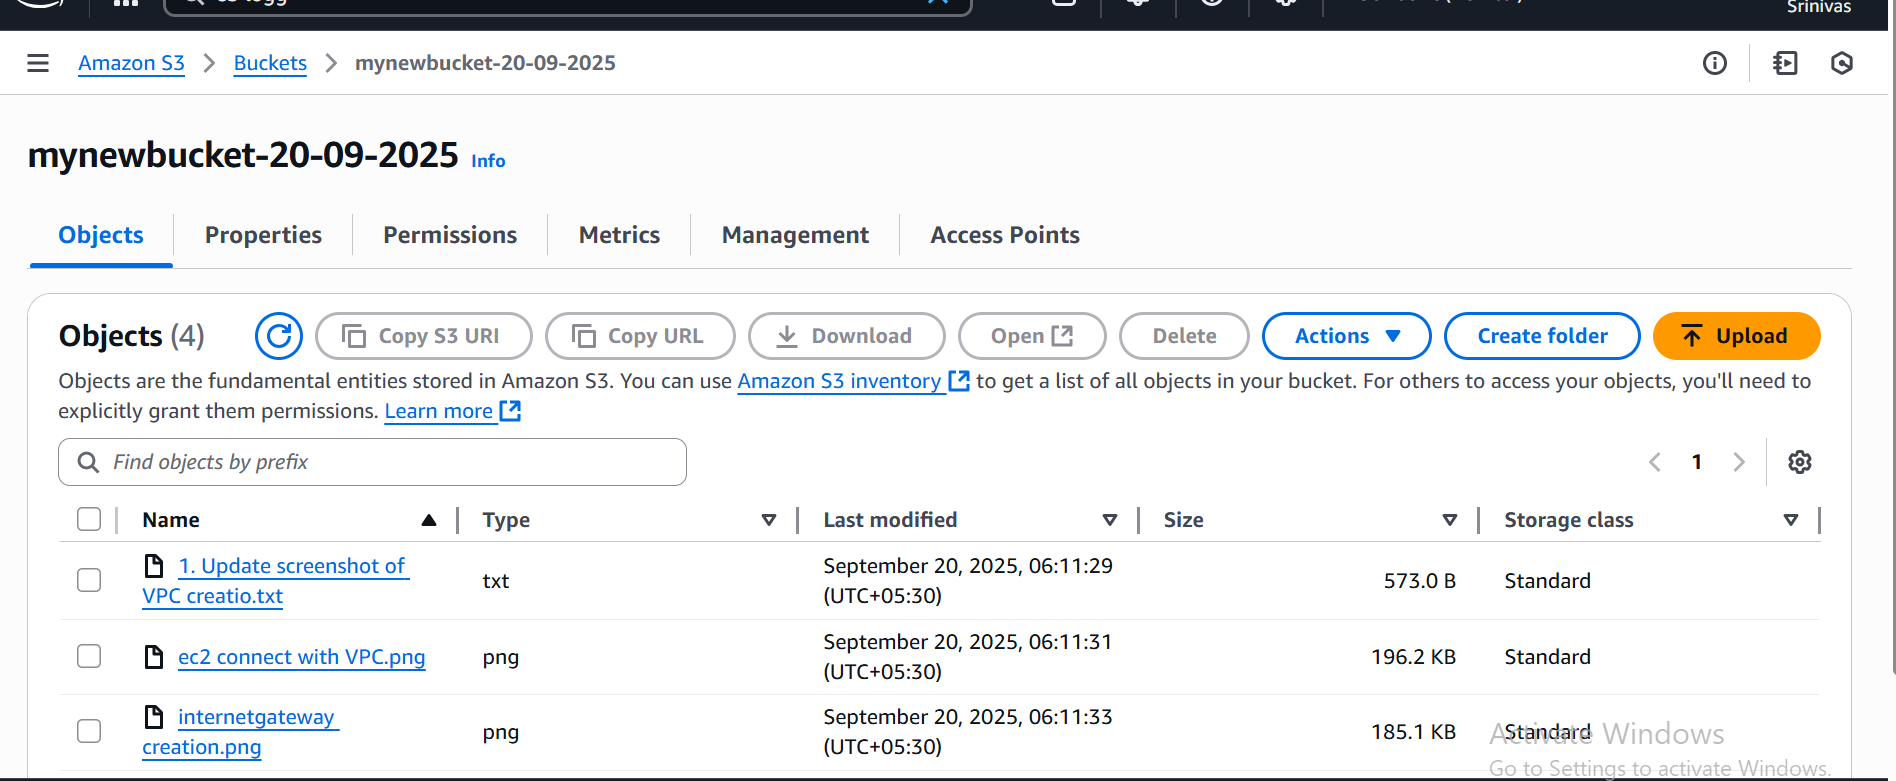 Srinivas
Amazon S3 > Buckets > mynewbucket-20-09-2025
mynewbucket-20-09-2025 Info
Objects Properties Permissions Metrics Management Access Points
Objects (4) Copy S3 URI Copy URL Download Open Delete Actions Create folder Upload
Objects are the fundamental entities stored in Amazon S3. You can use Amazon S3 inventory to get a list of all objects in your bucket. For others to access your objects, you'll need to
explicitly grant them permissions. Learn more
Find objects by prefix
1
Name Type Last modified Size Storage class
1. Update screenshot of
VPC creatio.txt
txt
September 20, 2025, 06:11:29
(UTC+05:30)
573.0 B
Standard
ec2 connect with VPC.png
png
September 20, 2025, 06:11:31
(UTC+05:30)
196.2 KB
Standard
internetgateway
creation.png
png
September 20, 2025, 06:11:33
(UTC+05:30)
185.1 KB
Standard
Activate Windows
Go to Settings to activate Windows.